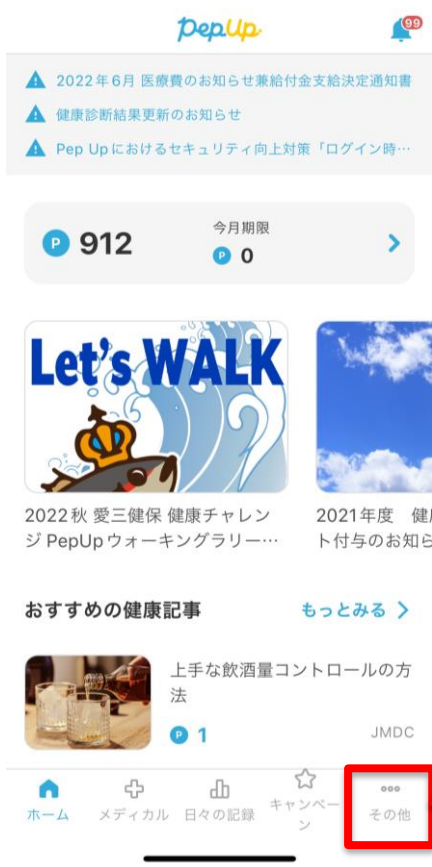 PepUp
99
2022年6月 医療費のお知らせ兼給付金支給決定通知書
健康診断結果更新のお知らせ
Pep Upにおけるセキュリティ向上対策「ログイン時…
P 912
今月期限
P 0
Let's WALK
2022秋 愛三健保 健康チャレン
ジ PepUpウォーキングラリー…
2021年度 健
ト付与のお知ら
おすすめの健康記事
もっとみる
上手な飲酒量コントロールの方
法
P 1
JMDC
ホーム
メディカル
日々の記録
キャンペー
ン
その他